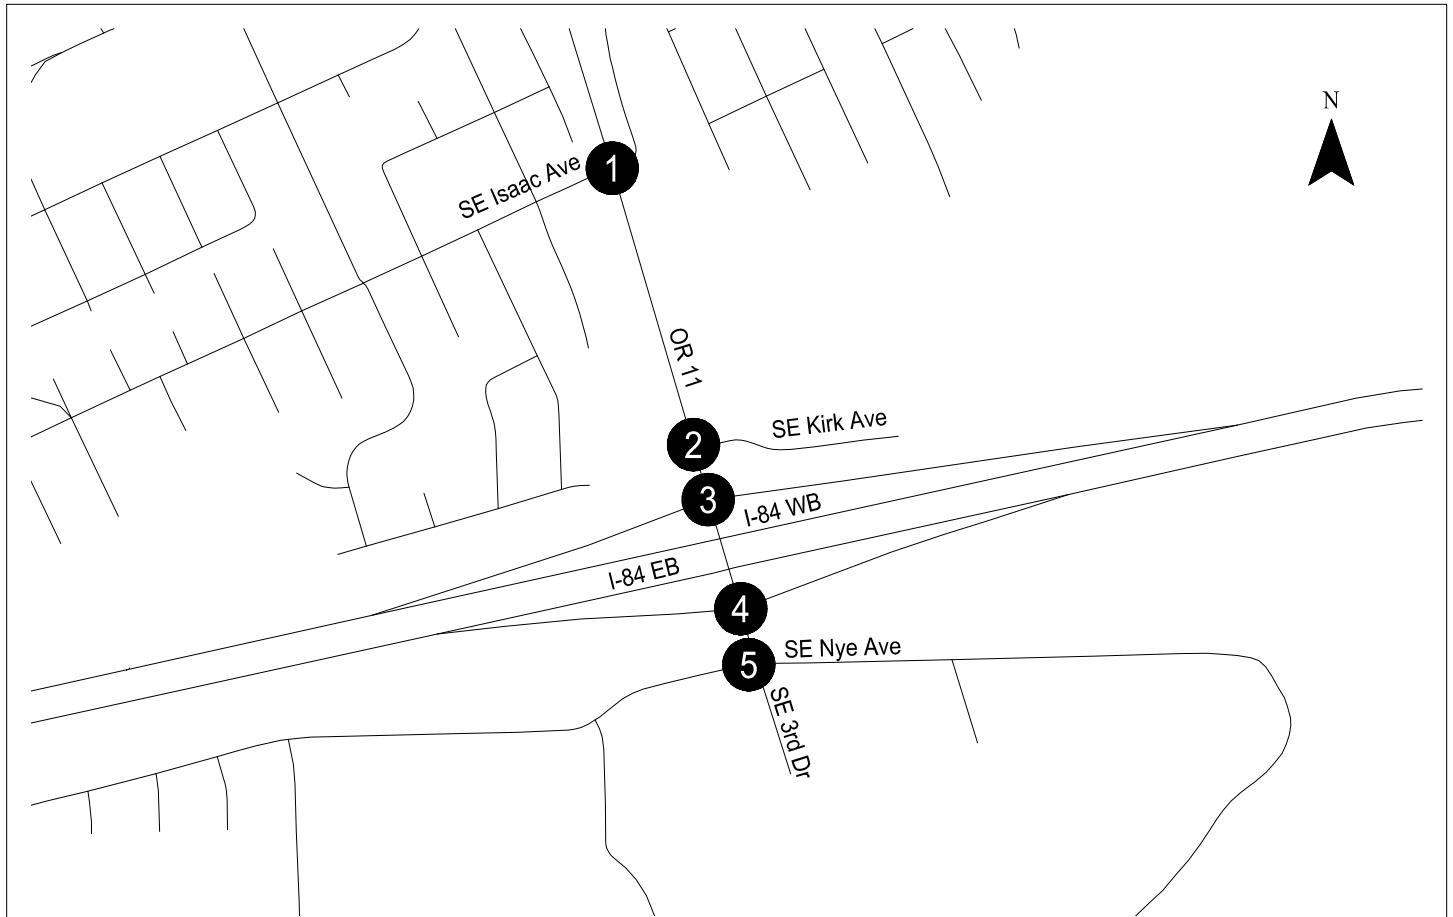 N
1
SE Isaac Ave
OR 11
SE Kirk Ave
2
3
I-84 WB
I-84 EB
4
SE Nye Ave
5
SE 3rd Dr